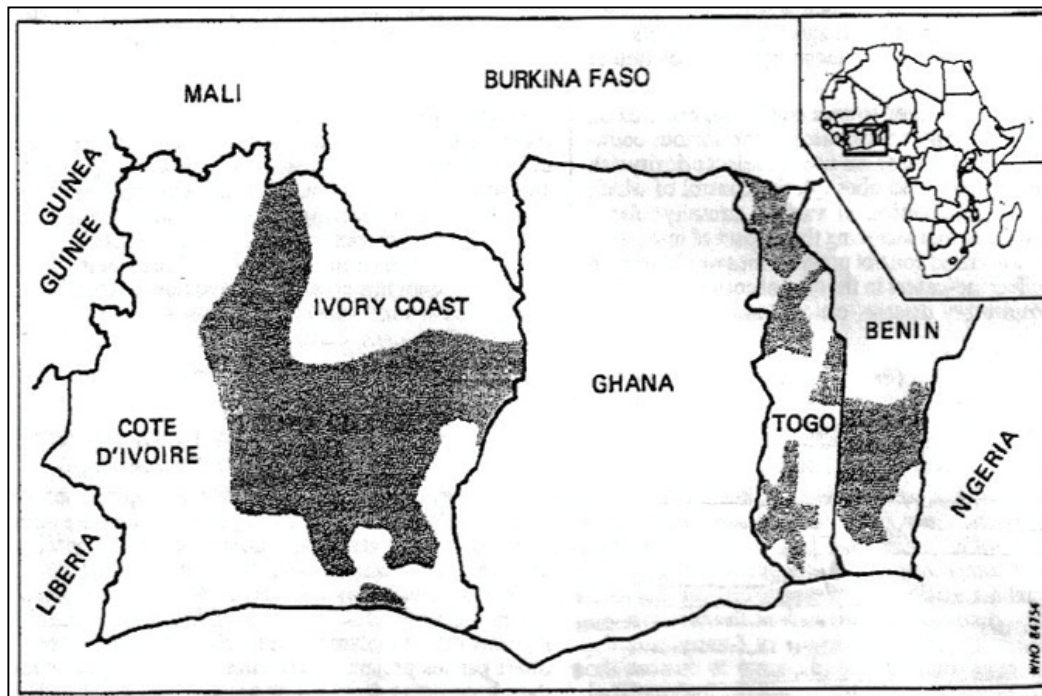 MALI
BURKINA FASO
GUINEA
GUINEE
IVORY COAST
BENIN
GHANA
COTE
D'IVOIRE
TOGO
NIGERIA
LIBERIA
WHO 84754